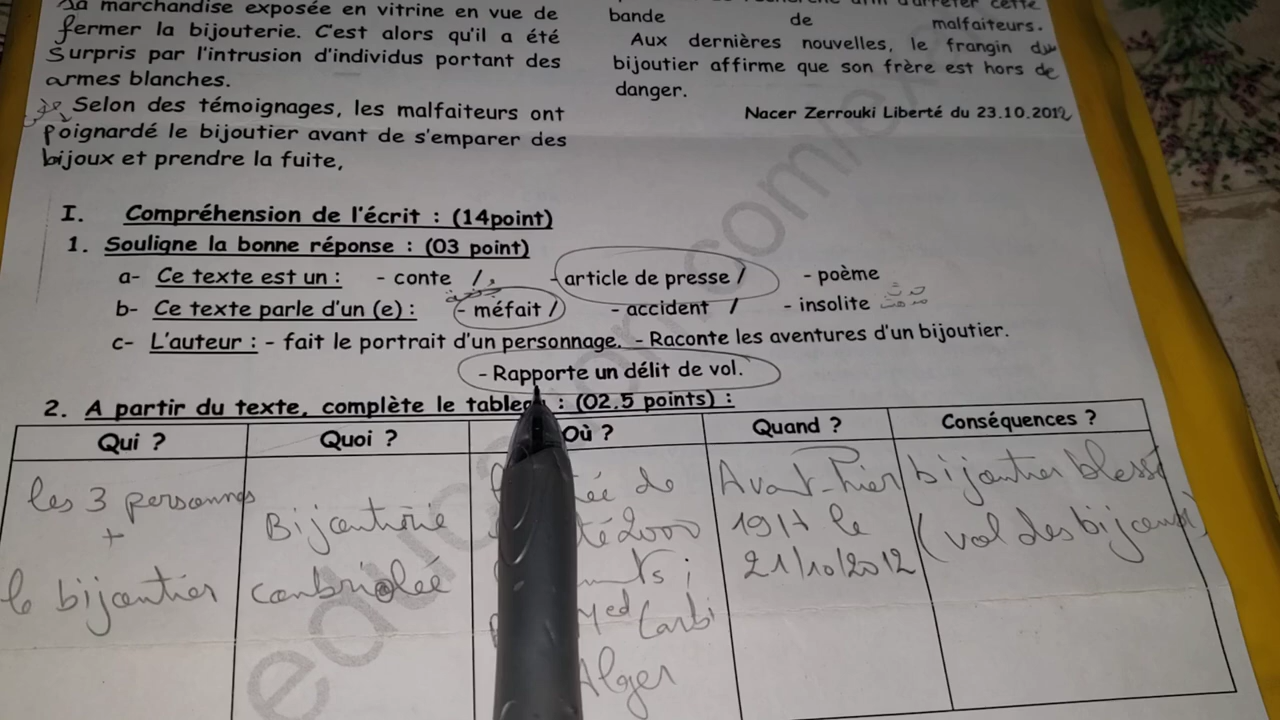 sa marchandise exposée en vitrine en vue de
fermer la bijouterie. C'est alors qu'il a été
surpris par l'intrusion d'individus portant des
armes blanches.
Selon des témoignages, les malfaiteurs ont
poignardé le bijoutier avant de s'emparer des
bijoux et prendre la fuite,
bande de malfaiteurs.
Aux dernières nouvelles, le frangin du
bijoutier affirme que son frère est hors de
danger.
Nacer Zerrouki Liberté du 23.10.2012
I. Compréhension de l'écrit : (14point)
1. Souligne la bonne réponse : (03 point)
a- Ce texte est un : - conte / - article de presse / - poème
b- Ce texte parle d'un (e) : - méfait / - accident / - insolite
c- L'auteur : - fait le portrait d'un personnage. - Raconte les aventures d'un bijoutier.
- Rapporte un délit de vol.
2. A partir du texte, complète le tableau : (02.5 points) :
Qui ? Quoi ? Où ? Quand ? Conséquences ?
les 3 personnes
+
le bijoutier
Bijouterie
cambriolée
de
2000
Med Larbi
Alger
Avant-hier
19H le
21/10/2012
bijoutier blessé
(vol des bijoux)